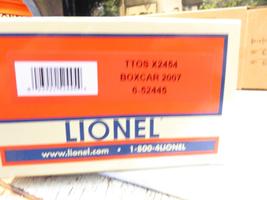 TTOS X2454
BOXCAR 2007
6-52445
LIONEL
www.lionel.com • 1-800-4LIONEL